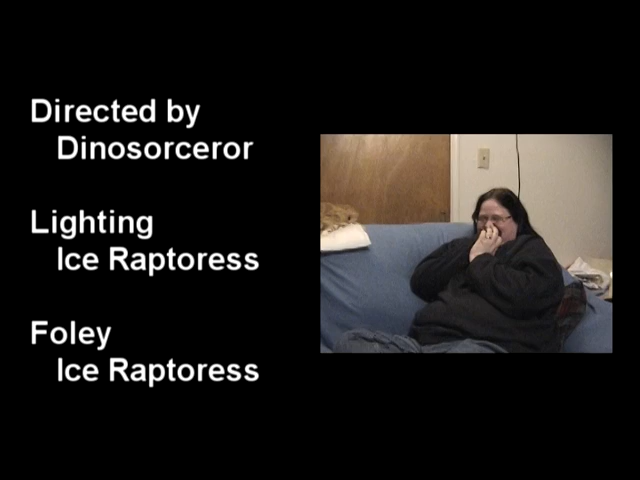 Directed by
Dinosorceror
Lighting
Ice Raptoress
Foley
Ice Raptoress